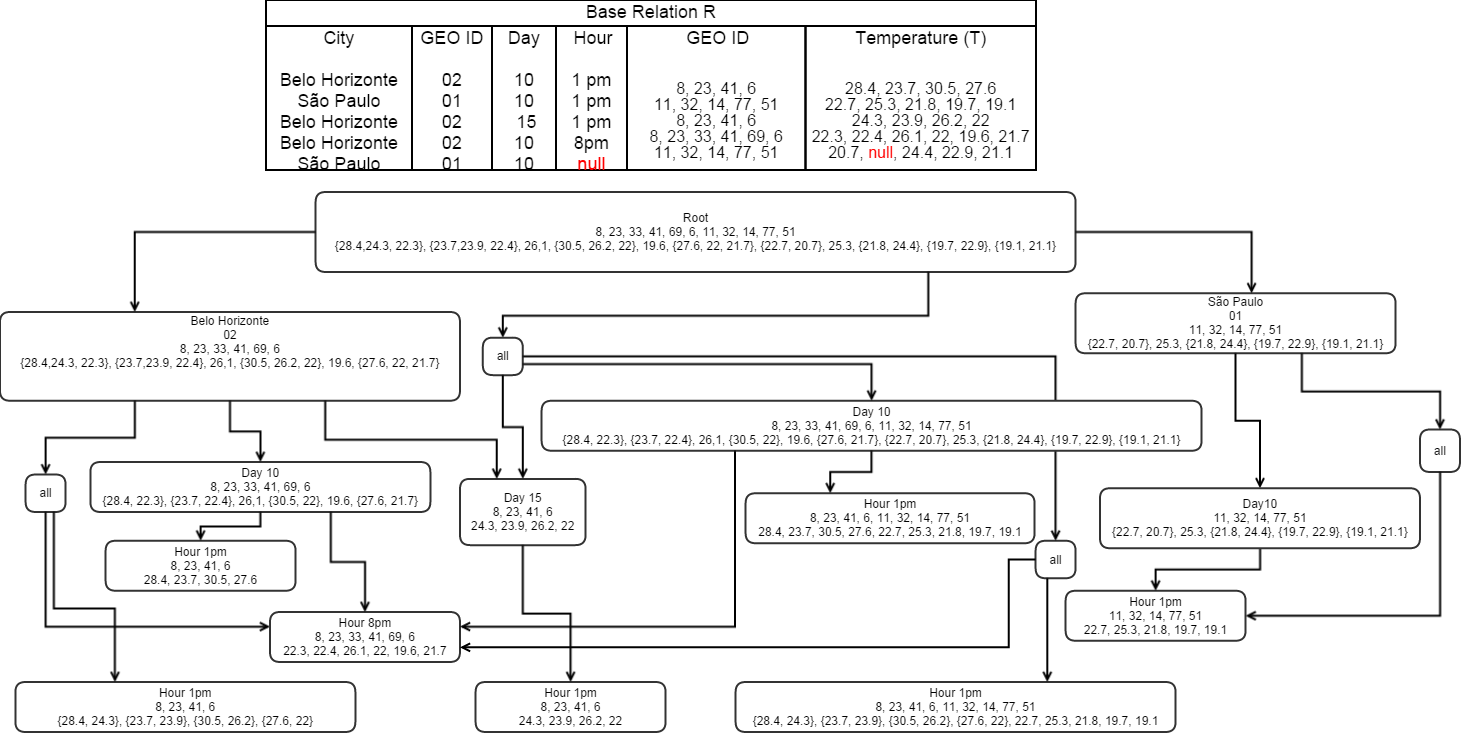 Base Relation R
City GEO ID Day Hour GEO ID Temperature (T)
Belo Horizonte 02 10 1 pm 8, 23, 41, 6 28.4, 23.7, 30.5, 27.6
São Paulo 01 10 1 pm 11, 32, 14, 77, 51 22.7, 25.3, 21.8, 19.7, 19.1
Belo Horizonte 02 15 1 pm 8, 23, 41, 6 24.3, 23.9, 26.2, 22
Belo Horizonte 02 10 8pm 8, 23, 33, 41, 69, 6 22.3, 22.4, 26.1, 22, 19.6, 21.7
São Paulo 01 10 null 11, 32, 14, 77, 51 20.7, null, 24.4, 22.9, 21.1
Root
8, 23, 33, 41, 69, 6, 11, 32, 14, 77, 51
{28.4,24.3, 22.3}, {23.7,23.9, 22.4}, 26,1, {30.5, 26.2, 22}, 19.6, {27.6, 22, 21.7}, {22.7, 20.7}, 25.3, {21.8, 24.4}, {19.7, 22.9}, {19.1, 21.1}
Belo Horizonte
02
8, 23, 33, 41, 69, 6
{28.4,24.3, 22.3}, {23.7,23.9, 22.4}, 26,1, {30.5, 26.2, 22}, 19.6, {27.6, 22, 21.7}
all
São Paulo
01
11, 32, 14, 77, 51
{22.7, 20.7}, 25.3, {21.8, 24.4}, {19.7, 22.9}, {19.1, 21.1}
all
Day 10
8, 23, 33, 41, 69, 6
{28.4, 22.3}, {23.7, 22.4}, 26,1, {30.5, 22}, 19.6, {27.6, 21.7}
Day 15
8, 23, 41, 6
24.3, 23.9, 26.2, 22
Day 10
8, 23, 33, 41, 69, 6, 11, 32, 14, 77, 51
{28.4, 22.3}, {23.7, 22.4}, 26,1, {30.5, 22}, 19.6, {27.6, 21.7}, {22.7, 20.7}, 25.3, {21.8, 24.4}, {19.7, 22.9}, {19.1, 21.1}
all
Hour 1pm
8, 23, 41, 6, 11, 32, 14, 77, 51
28.4, 23.7, 30.5, 27.6, 22.7, 25.3, 21.8, 19.7, 19.1
Day10
11, 32, 14, 77, 51
{22.7, 20.7}, 25.3, {21.8, 24.4}, {19.7, 22.9}, {19.1, 21.1}
Hour 1pm
8, 23, 41, 6
28.4, 23.7, 30.5, 27.6
all
Hour 8pm
8, 23, 33, 41, 69, 6
22.3, 22.4, 26.1, 22, 19.6, 21.7
Hour 1pm
11, 32, 14, 77, 51
22.7, 25.3, 21.8, 19.7, 19.1
Hour 1pm
8, 23, 41, 6
{28.4, 24.3}, {23.7, 23.9}, {30.5, 26.2}, {27.6, 22}
Hour 1pm
8, 23, 41, 6
24.3, 23.9, 26.2, 22
Hour 1pm
8, 23, 41, 6, 11, 32, 14, 77, 51
{28.4, 24.3}, {23.7, 23.9}, {30.5, 26.2}, {27.6, 22}, 22.7, 25.3, 21.8, 19.7, 19.1